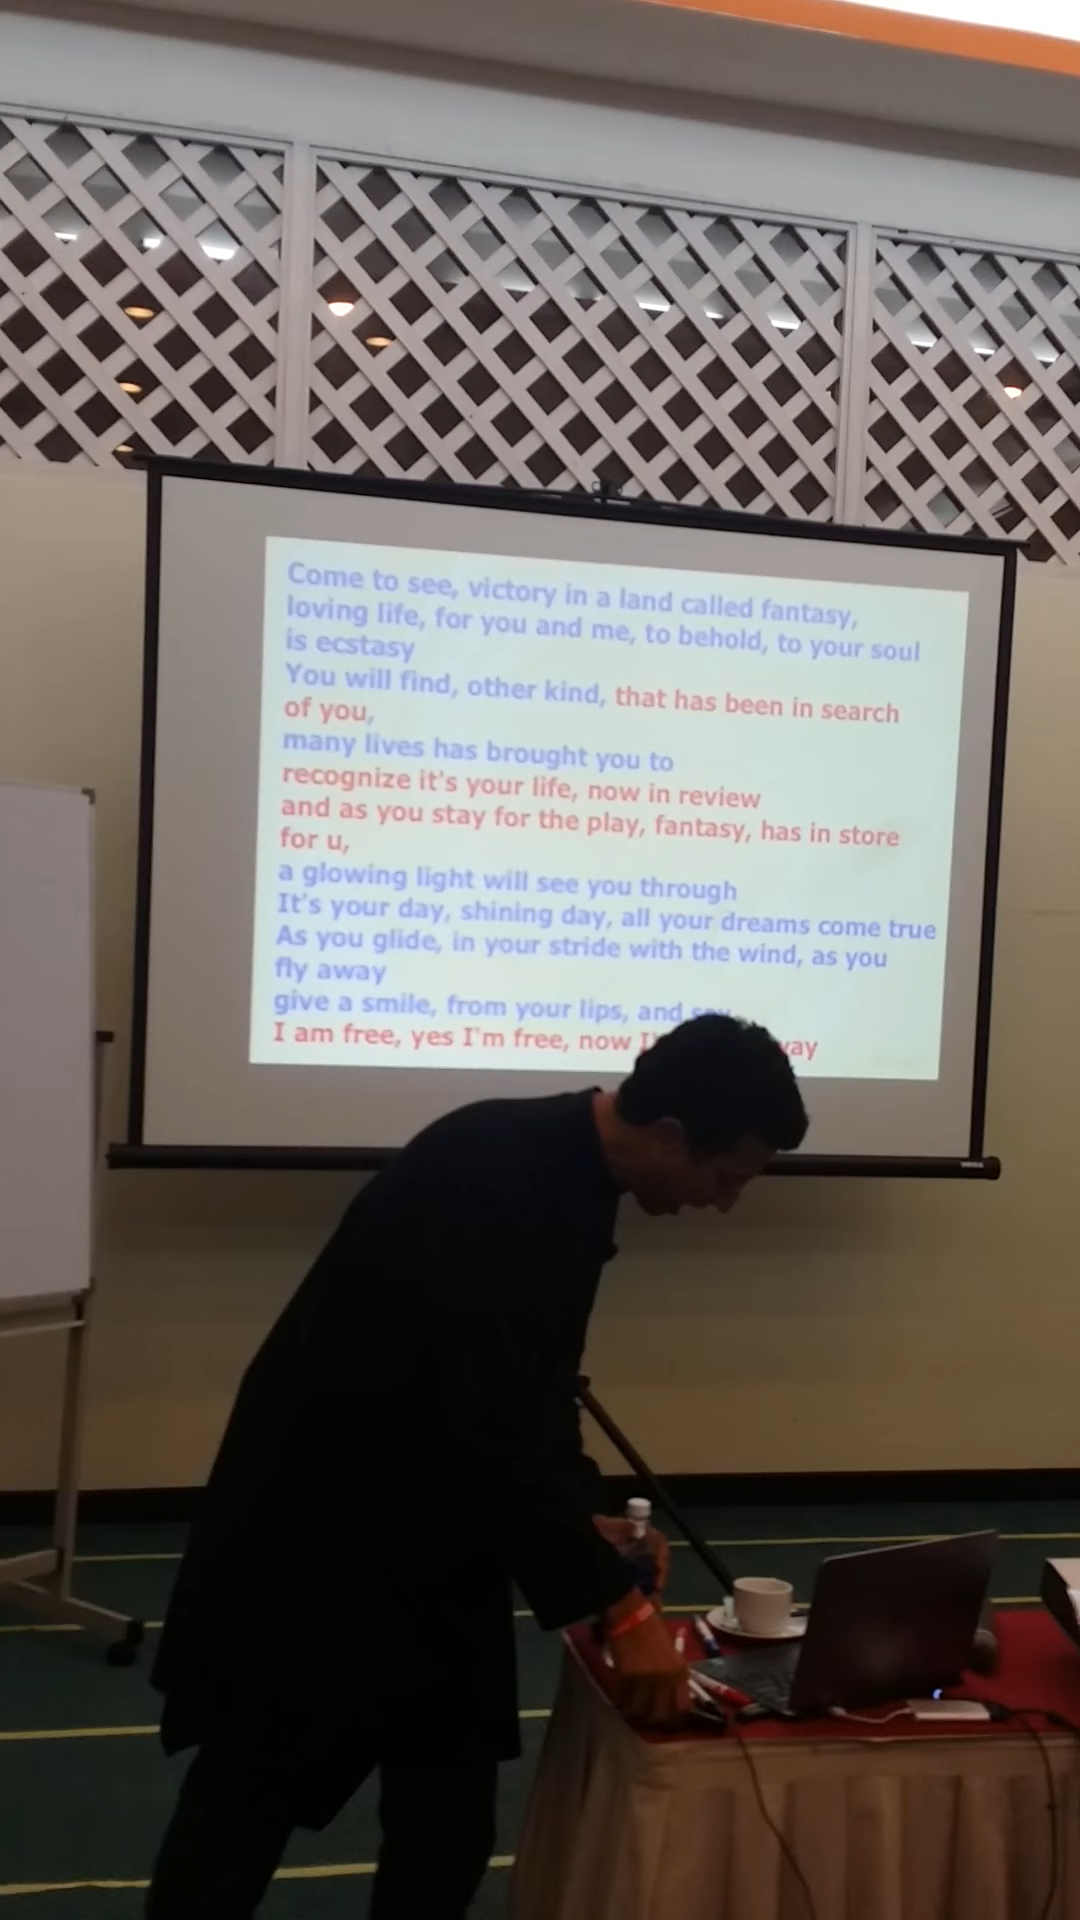 Come to see, victory in a land called fantasy,
loving life, for you and me, to behold, to your soul
is ecstasy
You will find, other kind, that has been in search
of you,
many lives has brought you to
recognize it's your life, now in review
and as you stay for the play, fantasy, has in store
for u,
a glowing light will see you through
It's your day, shining day, all your dreams come true
As you glide, in your stride with the wind, as you
fly away
give a smile, from your lips, and
I am free, yes I'm free, now